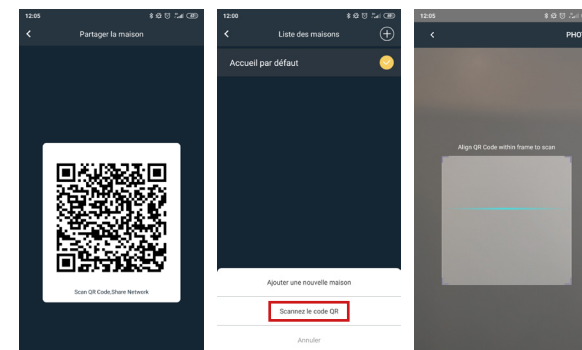 12:05
Partager la maison
Scan QR Code,Share Network
12:00
Liste des maisons
Accueil par défaut
Ajouter une nouvelle maison
Scannez le code QR
Annuler
12:05
PHO
Align QR Code within frame to scan